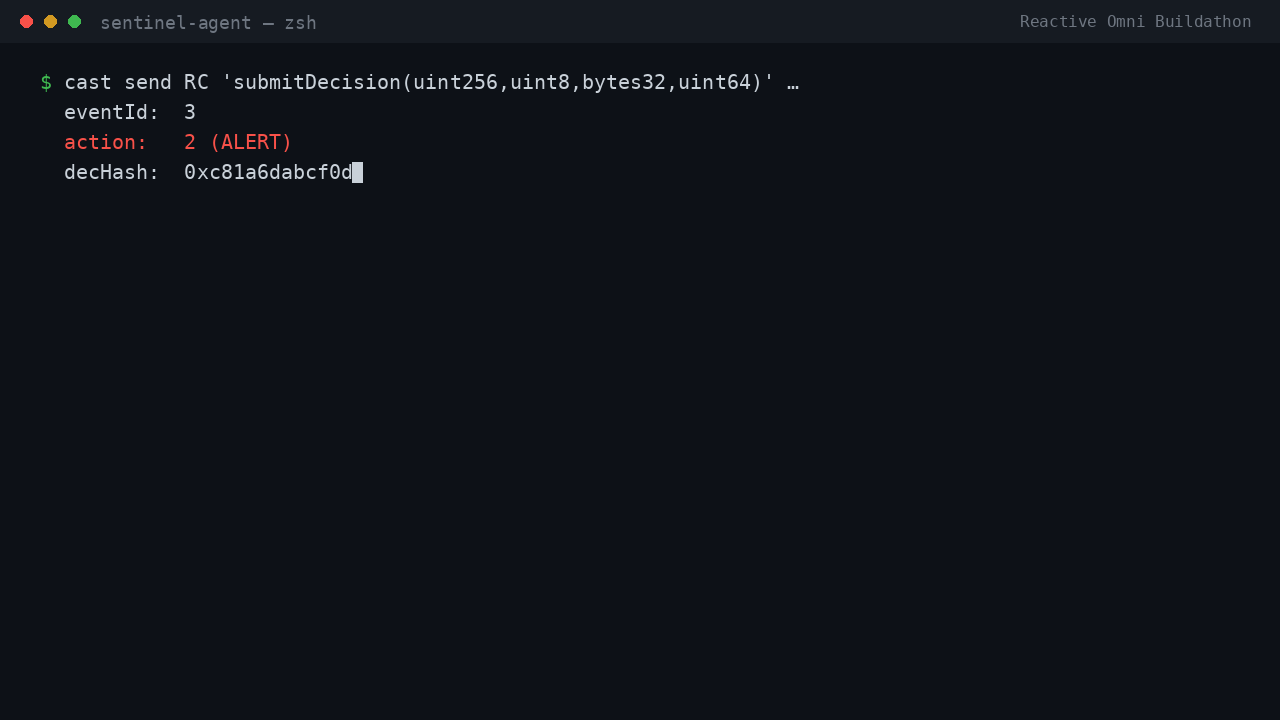 sentinel-agent — zsh
Reactive Omni Buildathon
$ cast send RC 'submitDecision(uint256,uint8,bytes32,uint64)' …
eventId: 3
action: 2 (ALERT)
decHash: 0xc81a6dabcf0d